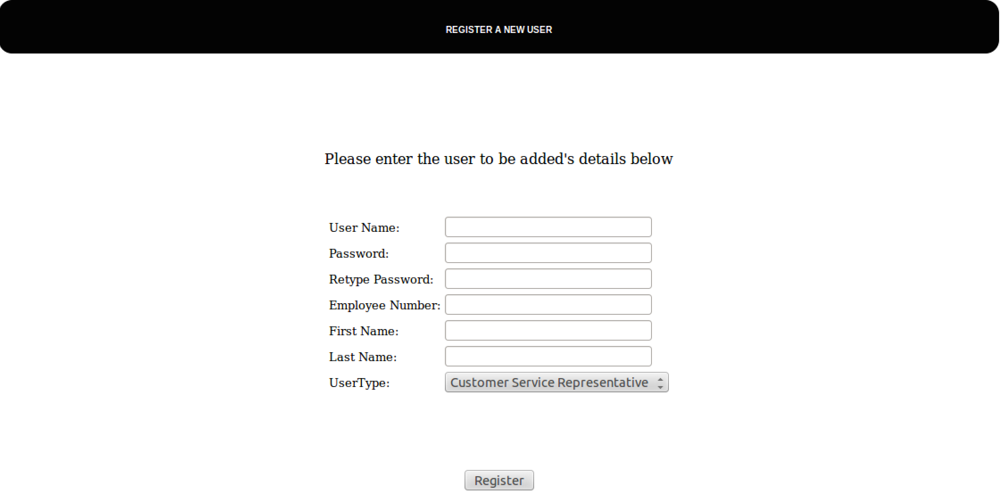 REGISTER A NEW USER
Please enter the user to be added's details below
User Name:
Password:
Retype Password:
Employee Number:
First Name:
Last Name:
UserType: Customer Service Representative
Register